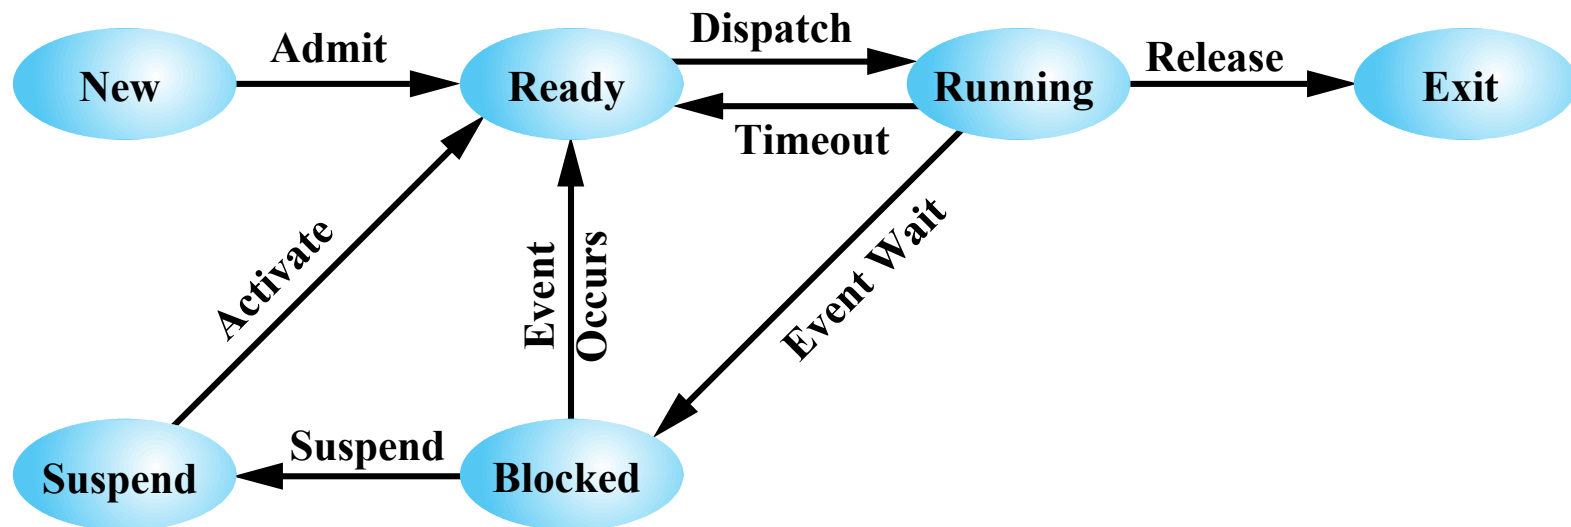 Admit
Dispatch
Release
New
Ready
Running
Exit
Timeout
Activate
Event
Occurs
Event Wait
Suspend
Suspend
Blocked